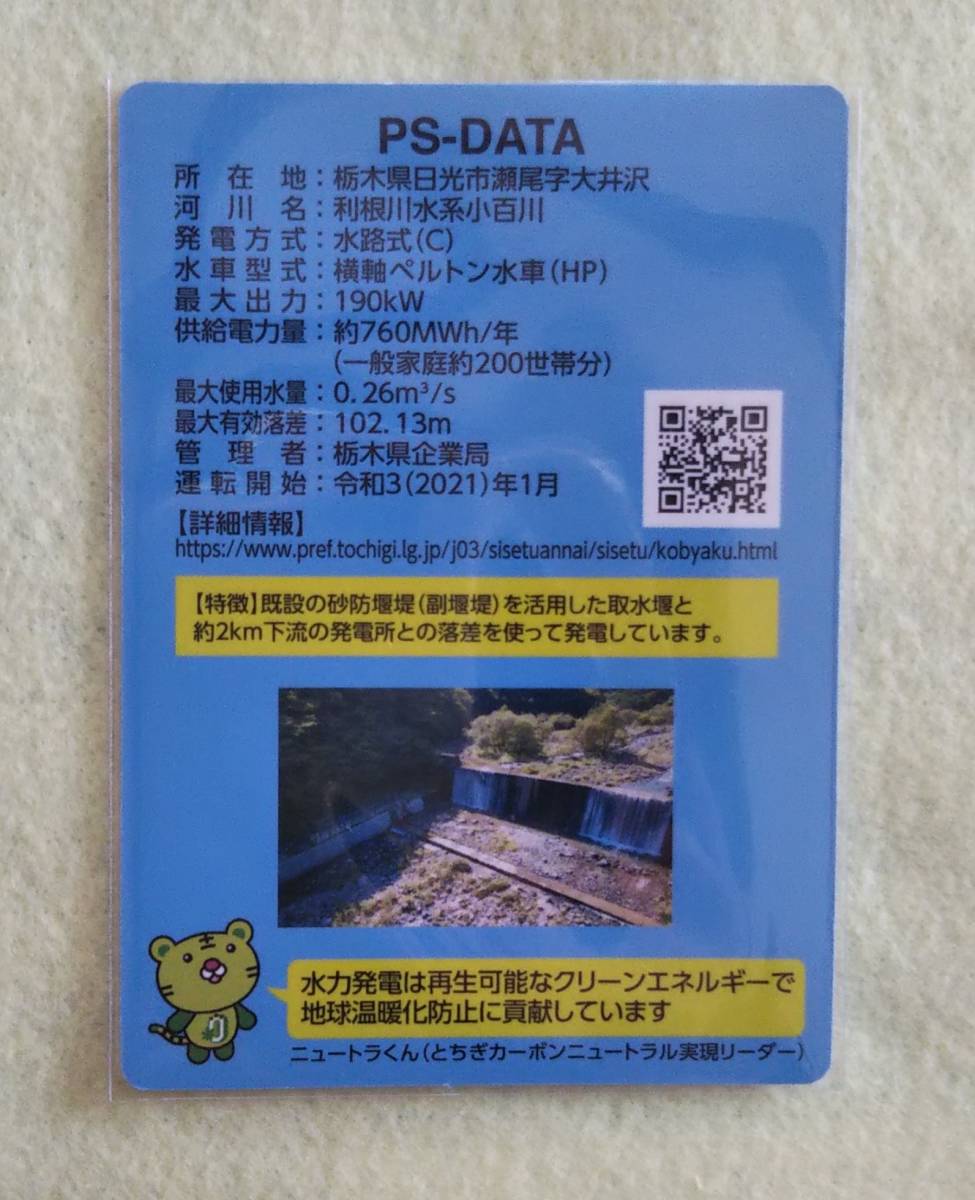 PS-DATA
所在地：栃木県日光市瀬尾字大井沢
河川名：利根川水系小百川
発電方式：水路式(C)
水車型式：横軸ペルトン水車(HP)
最大出力：190kW
供給電力量：約760MWh/年
(一般家庭約200世帯分)
最大使用水量：0.26m³/s
最大有効落差：102.13m
管理者：栃木県企業局
運転開始：令和3(2021)年1月
【詳細情報】
https://www.pref.tochigi.lg.jp/j03/sisetuannai/sisetu/kobyaku.html
【特徴】既設の砂防堰堤(副堰堤)を活用した取水堰と
約2km下流の発電所との落差を使って発電しています。
水力発電は再生可能なクリーンエネルギーで
地球温暖化防止に貢献しています
ニュートラくん(とちぎカーボンニュートラル実現リーダー)